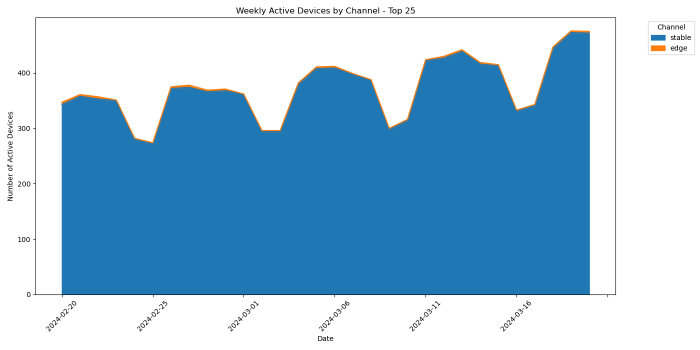 Weekly Active Devices by Channel - Top 25
Channel
stable
edge
Number of Active Devices
400
300
200
100
0
2024-02-20
2024-02-25
2024-03-01
2024-03-06
2024-03-11
2024-03-16
Date